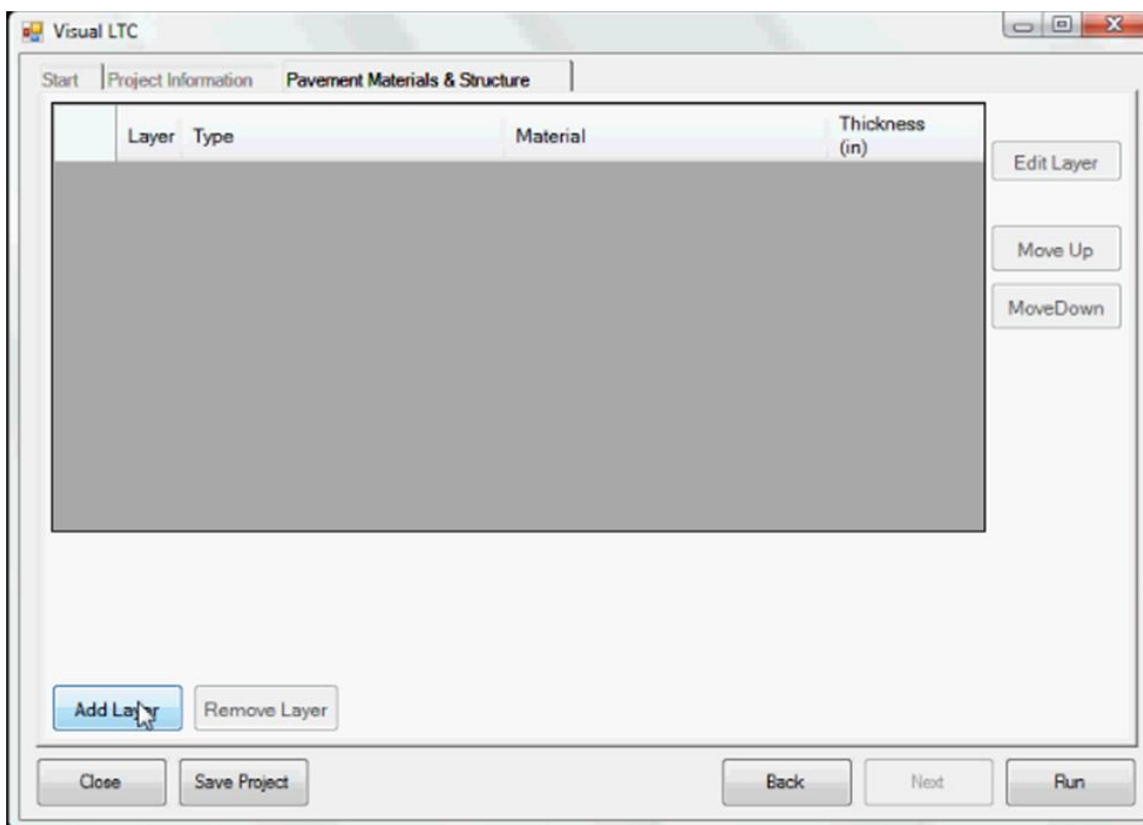 Visual LTC
Start Project Information Pavement Materials & Structure
Layer Type Material Thickness
(in)
Edit Layer
Move Up
MoveDown
Add Layer Remove Layer
Close Save Project Back Next Run